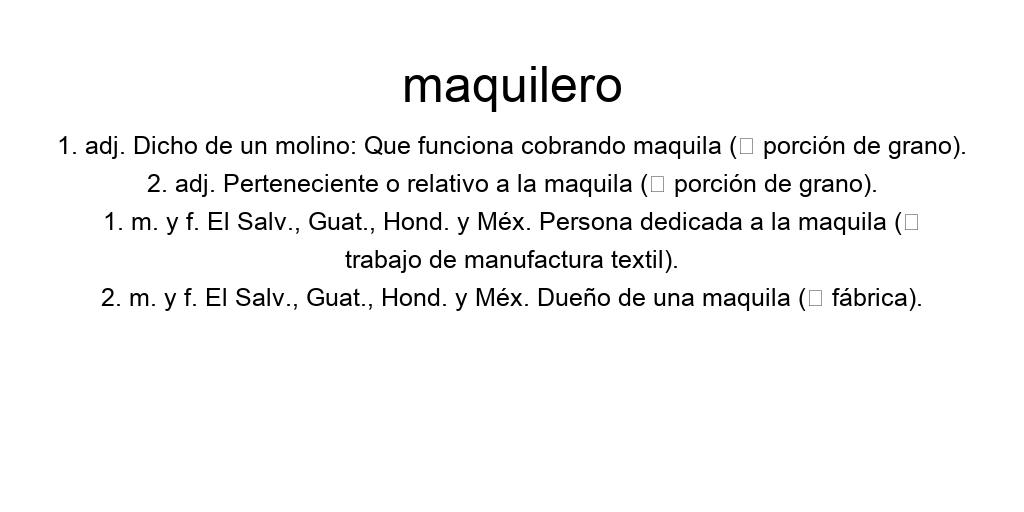 maquilero
1. adj. Dicho de un molino: Que funciona cobrando maquila (□ porción de grano).
2. adj. Perteneciente o relativo a la maquila (□ porción de grano).
1. m. y f. El Salv., Guat., Hond. y Méx. Persona dedicada a la maquila (□
trabajo de manufactura textil).
2. m. y f. El Salv., Guat., Hond. y Méx. Dueño de una maquila (□ fábrica).